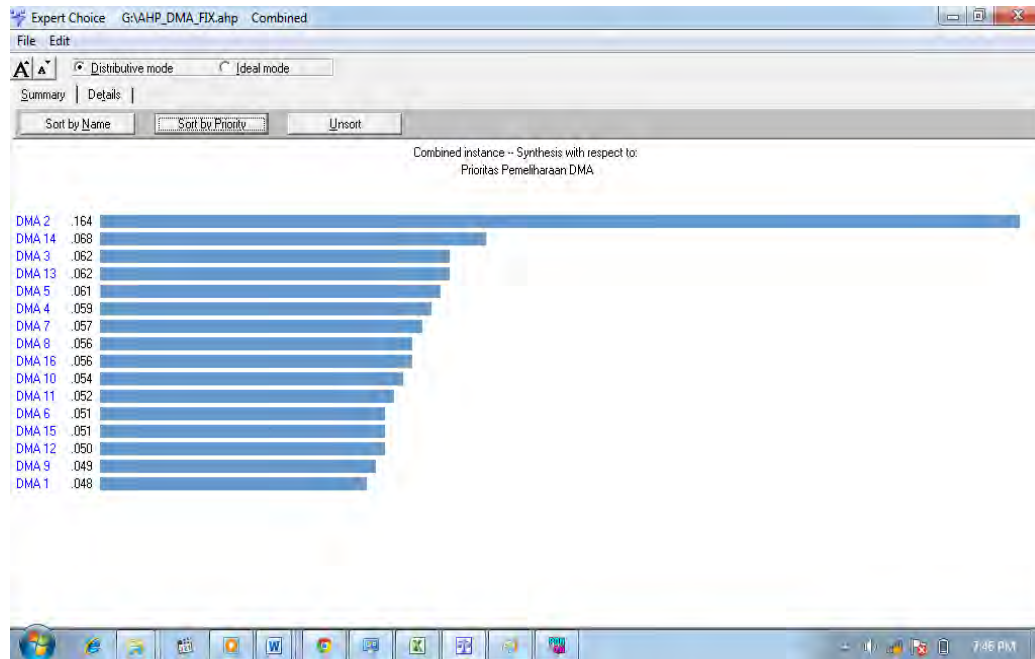 Expert Choice G:\AHP_DMA_FIX.ahp Combined
File Edit
A A Distributive mode Ideal mode
Summary Details
Sort by Name Sort by Priority Unsort
Combined instance -- Synthesis with respect to:
Prioritas Pemeliharaan DMA
DMA 2 .164
DMA 14 .068
DMA 3 .062
DMA 13 .062
DMA 5 .061
DMA 4 .059
DMA 7 .057
DMA 8 .056
DMA 16 .056
DMA 10 .054
DMA 11 .052
DMA 6 .051
DMA 15 .051
DMA 12 .050
DMA 9 .049
DMA 1 .048
7:46 PM